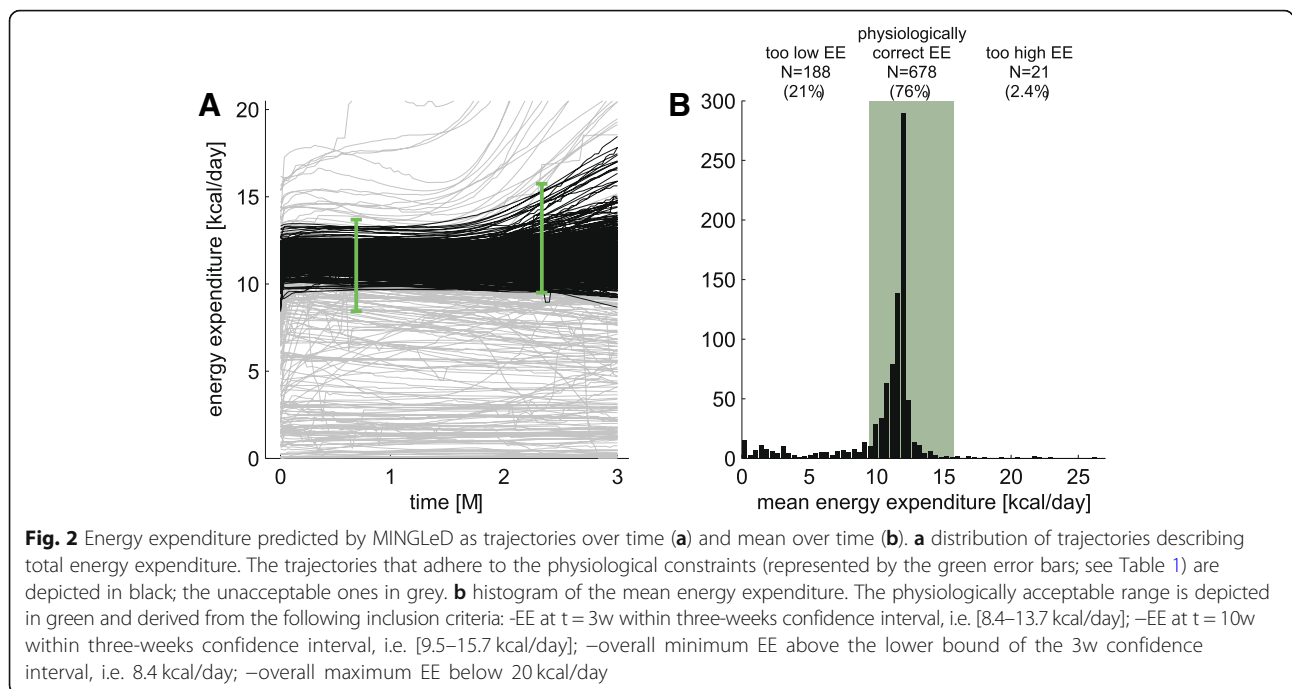 A
energy expenditure [kcal/day]
20
15
10
5
0
0 1 2 3
time [M]
B
too low EE
N=188
(21%)
physiologically
correct EE
N=678
(76%)
too high EE
N=21
(2.4%)
300
250
200
150
100
50
0
0 5 10 15 20 25
mean energy expenditure [kcal/day]
Fig. 2 Energy expenditure predicted by MINGLeD as trajectories over time (a) and mean over time (b). a distribution of trajectories describing
total energy expenditure. The trajectories that adhere to the physiological constraints (represented by the green error bars; see Table 1) are
depicted in black; the unacceptable ones in grey. b histogram of the mean energy expenditure. The physiologically acceptable range is depicted
in green and derived from the following inclusion criteria: -EE at t = 3w within three-weeks confidence interval, i.e. [8.4–13.7 kcal/day]; −EE at t = 10w
within three-weeks confidence interval, i.e. [9.5–15.7 kcal/day]; −overall minimum EE above the lower bound of the 3w confidence
interval, i.e. 8.4 kcal/day; −overall maximum EE below 20 kcal/day